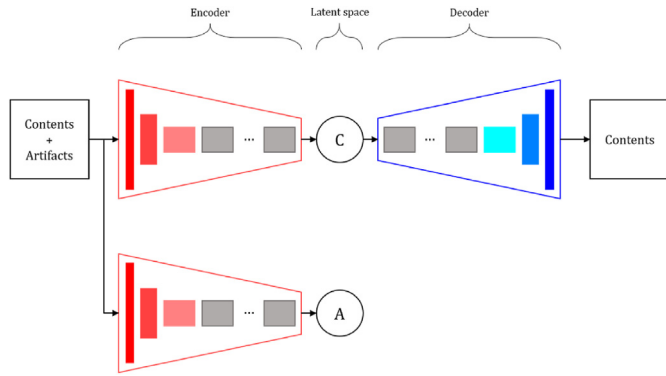 Encoder
Latent space
Decoder
Contents
+
Artifacts
...
C
...
Contents
...
A